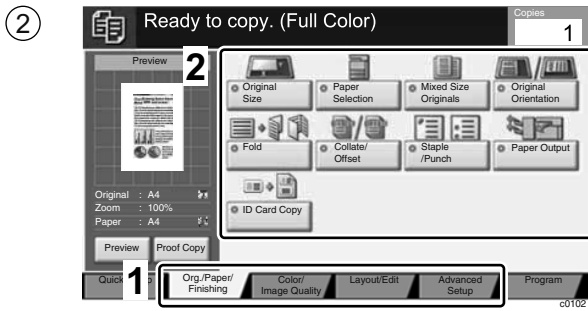 2
Ready to copy. (Full Color)
Copies
1
Preview
2
Original
Size
Paper
Selection
Mixed Size
Originals
Original
Orientation
Fold
Collate/
Offset
Staple
/Punch
Paper Output
ID Card Copy
Original : A4
Zoom : 100%
Paper : A4
Preview
Proof Copy
1
Quick
Org./Paper/
Finishing
Color/
Image Quality
Layout/Edit
Advanced
Setup
Program
c0102